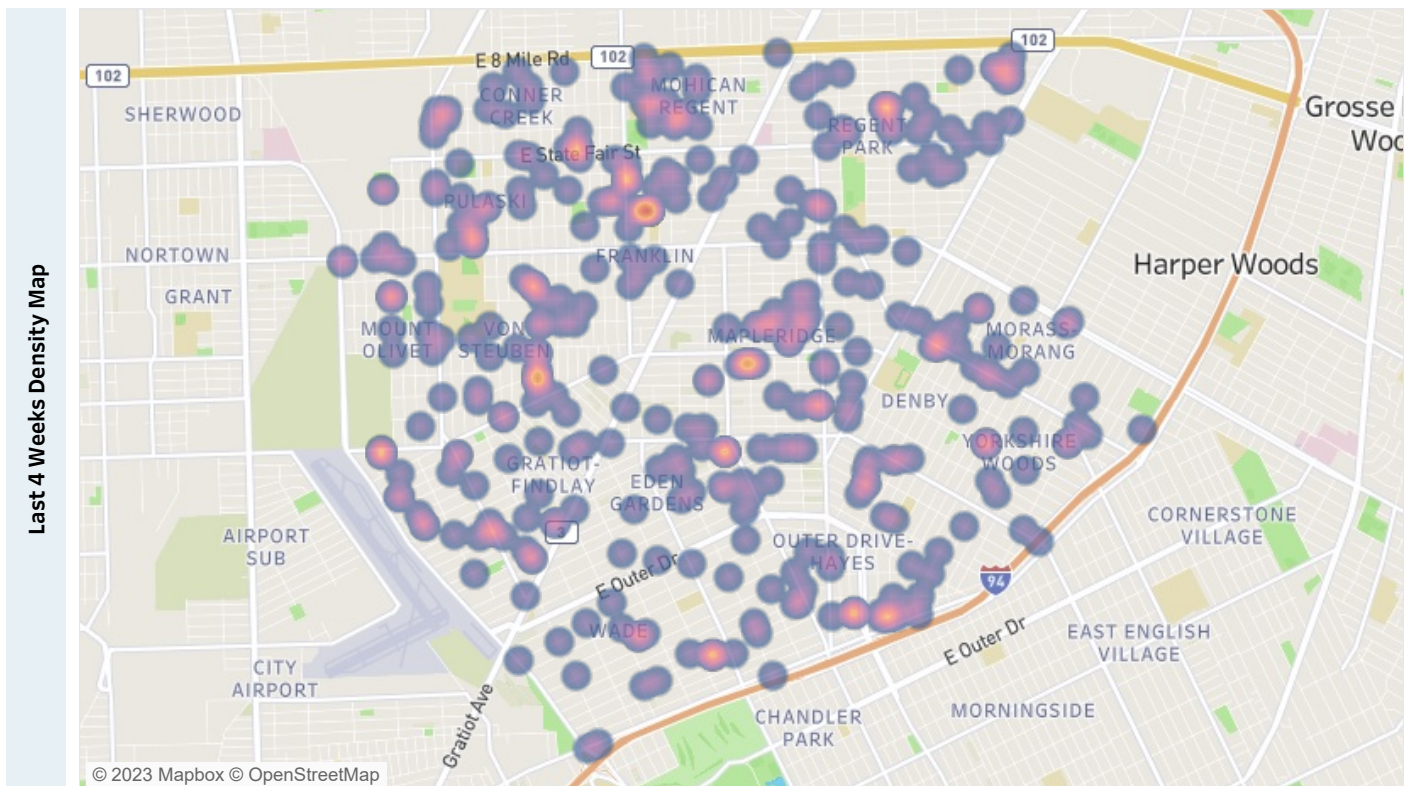 Last 4 Weeks Density Map
102
E 8 Mile Rd
102
102
SHERWOOD
CONNER
CREEK
MOHICAN
REGENT
REGENT
PARK
Grosse
Woo
E State Fair St
PULASKI
NORTOWN
FRANKLIN
Harper Woods
GRANT
MOUNT
OLIVET
VON
STEUBEN
MAPLERIDGE
MORASS-
MORANG
DENBY
YORKSHIRE
WOODS
GRATIOT-
FINDLAY
EDEN
GARDENS
CORNERSTONE
VILLAGE
AIRPORT
SUB
3
OUTER DRIVE-
HAYES
E Outer Dr
94
WADE
E Outer Dr
EAST ENGLISH
VILLAGE
CITY
AIRPORT
Gratiot Ave
CHANDLER
PARK
MORNINGSIDE
© 2023 Mapbox © OpenStreetMap